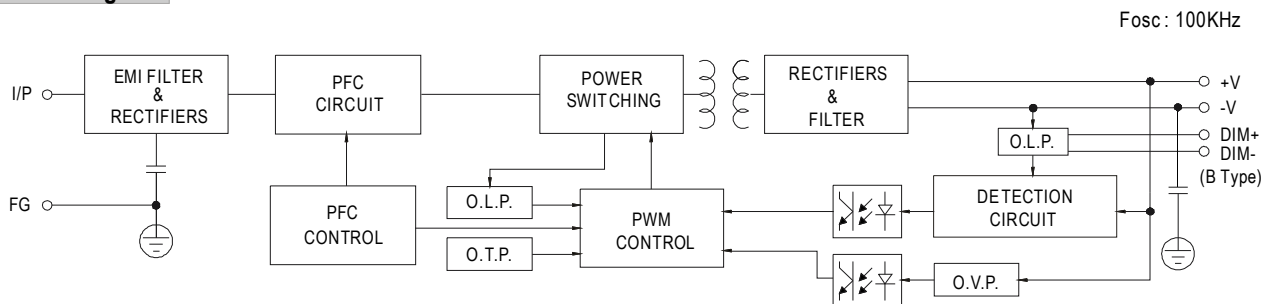 Fosc : 100KHz
I/P
EMI FILTER
&
RECTIFIERS
PFC
CIRCUIT
POWER
SWITCHING
RECTIFIERS
&
FILTER
+V
-V
DIM+
DIM-
(B Type)
O.L.P.
FG
PFC
CONTROL
O.L.P.
O.T.P.
PWM
CONTROL
DETECTION
CIRCUIT
O.V.P.